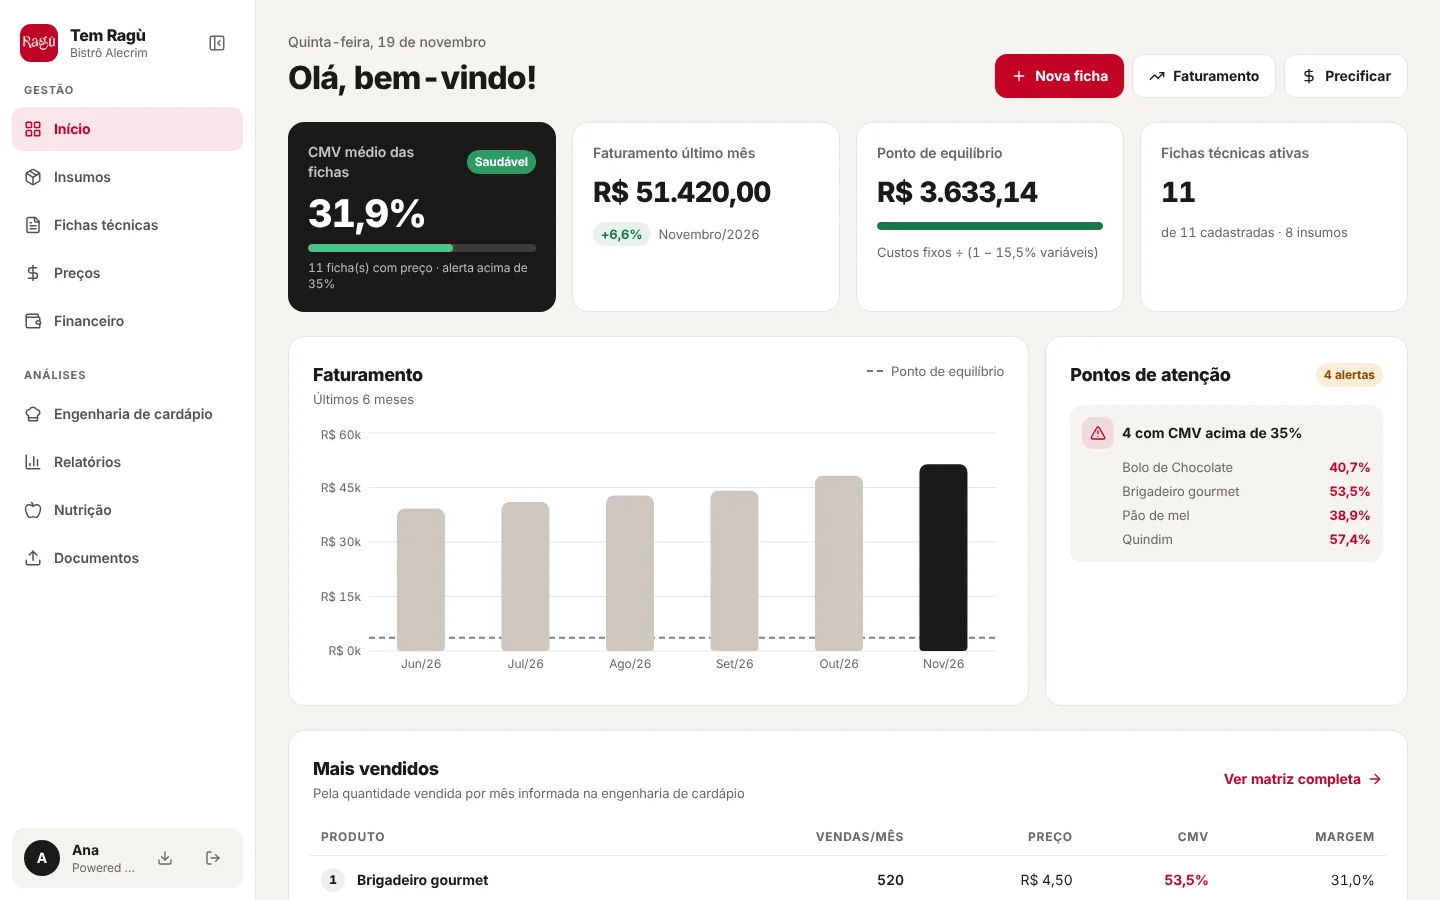 Ragù
Tem Ragù
Bistrô Alecrim
GESTÃO
Início
Insumos
Fichas técnicas
Preços
Financeiro
ANÁLISES
Engenharia de cardápio
Relatórios
Nutrição
Documentos
A
Ana
Powered ...
Quinta-feira, 19 de novembro
Olá, bem-vindo!
Nova ficha
Faturamento
Precificar
CMV médio das
fichas
Saudável
31,9%
11 ficha(s) com preço · alerta acima de
35%
Faturamento último mês
R$ 51.420,00
+6,6% Novembro/2026
Ponto de equilíbrio
R$ 3.633,14
Custos fixos ÷ (1 − 15,5% variáveis)
Fichas técnicas ativas
11
de 11 cadastradas · 8 insumos
Faturamento
Últimos 6 meses
Ponto de equilíbrio
R$ 60k
R$ 45k
R$ 30k
R$ 15k
R$ 0k
Jun/26 Jul/26 Ago/26 Set/26 Out/26 Nov/26
Pontos de atenção
4 alertas
4 com CMV acima de 35%
Bolo de Chocolate 40,7%
Brigadeiro gourmet 53,5%
Pão de mel 38,9%
Quindim 57,4%
Mais vendidos
Pela quantidade vendida por mês informada na engenharia de cardápio
Ver matriz completa
PRODUTO VENDAS/MÊS PREÇO CMV MARGEM
1 Brigadeiro gourmet 520 R$ 4,50 53,5% 31,0%